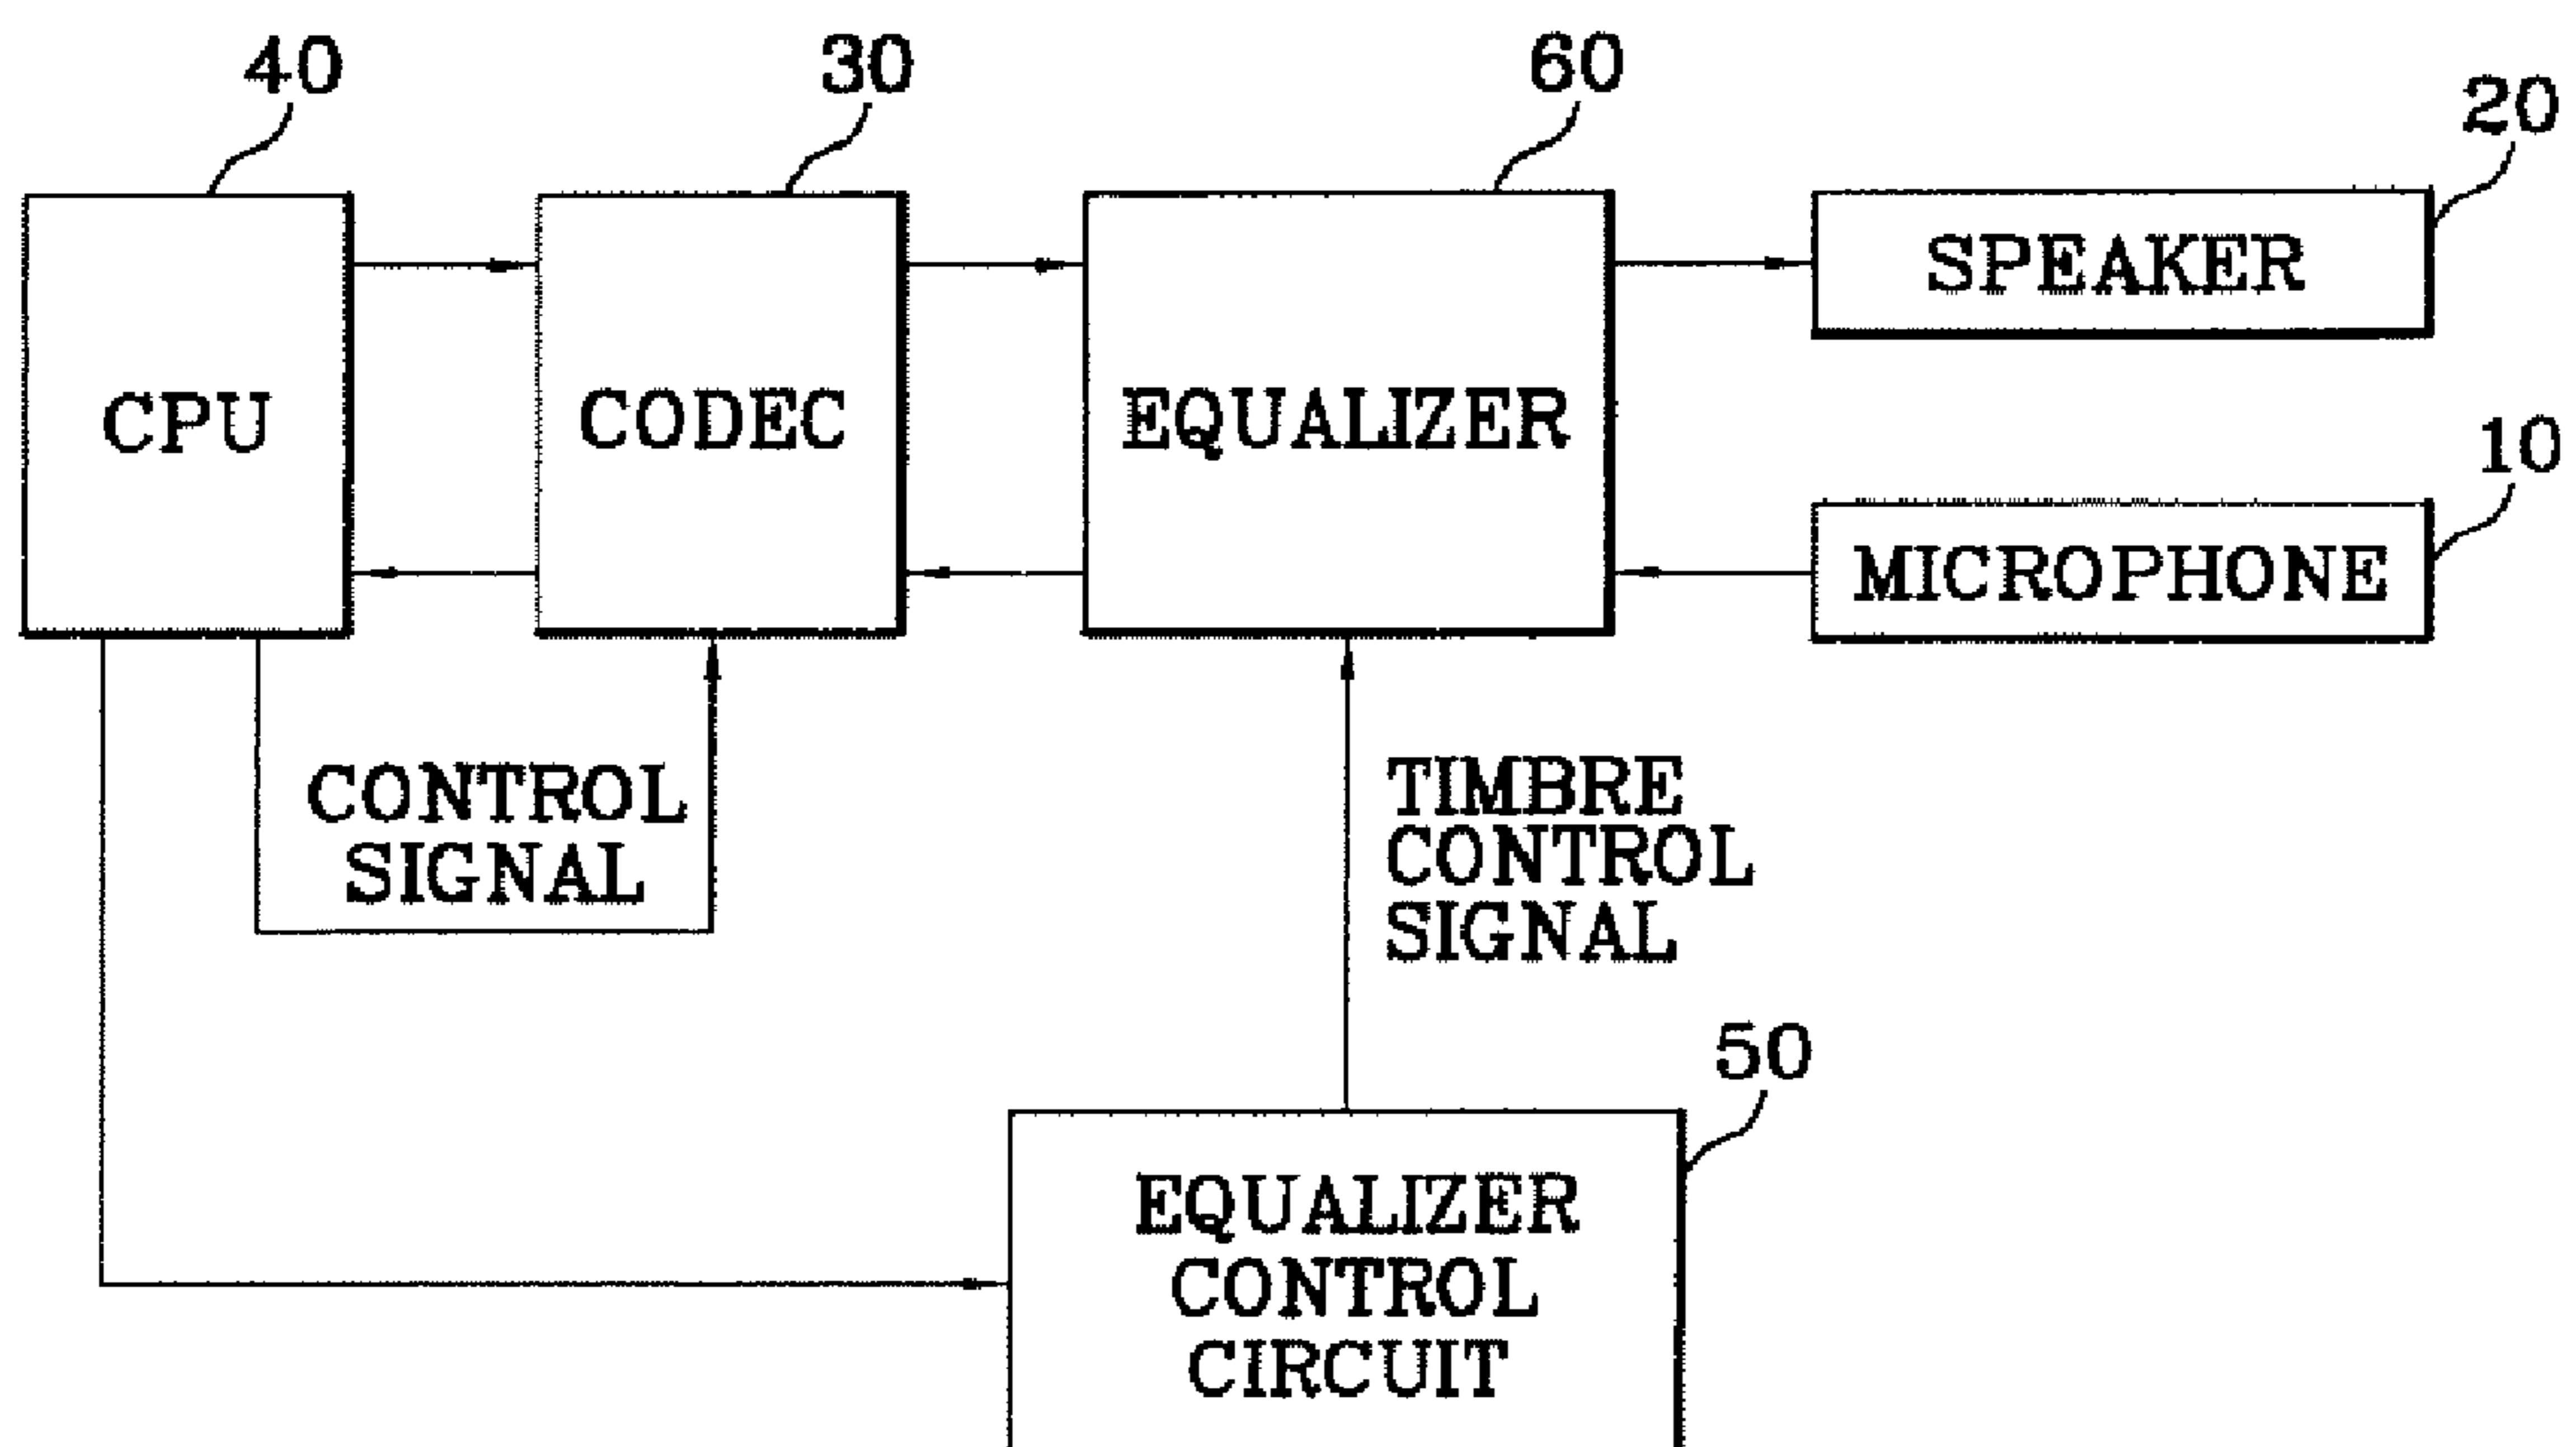 40
30
60
20
CPU
CODEC
EQUALIZER
SPEAKER
10
MICROPHONE
CONTROL
SIGNAL
TIMBRE
CONTROL
SIGNAL
50
EQUALIZER
CONTROL
CIRCUIT